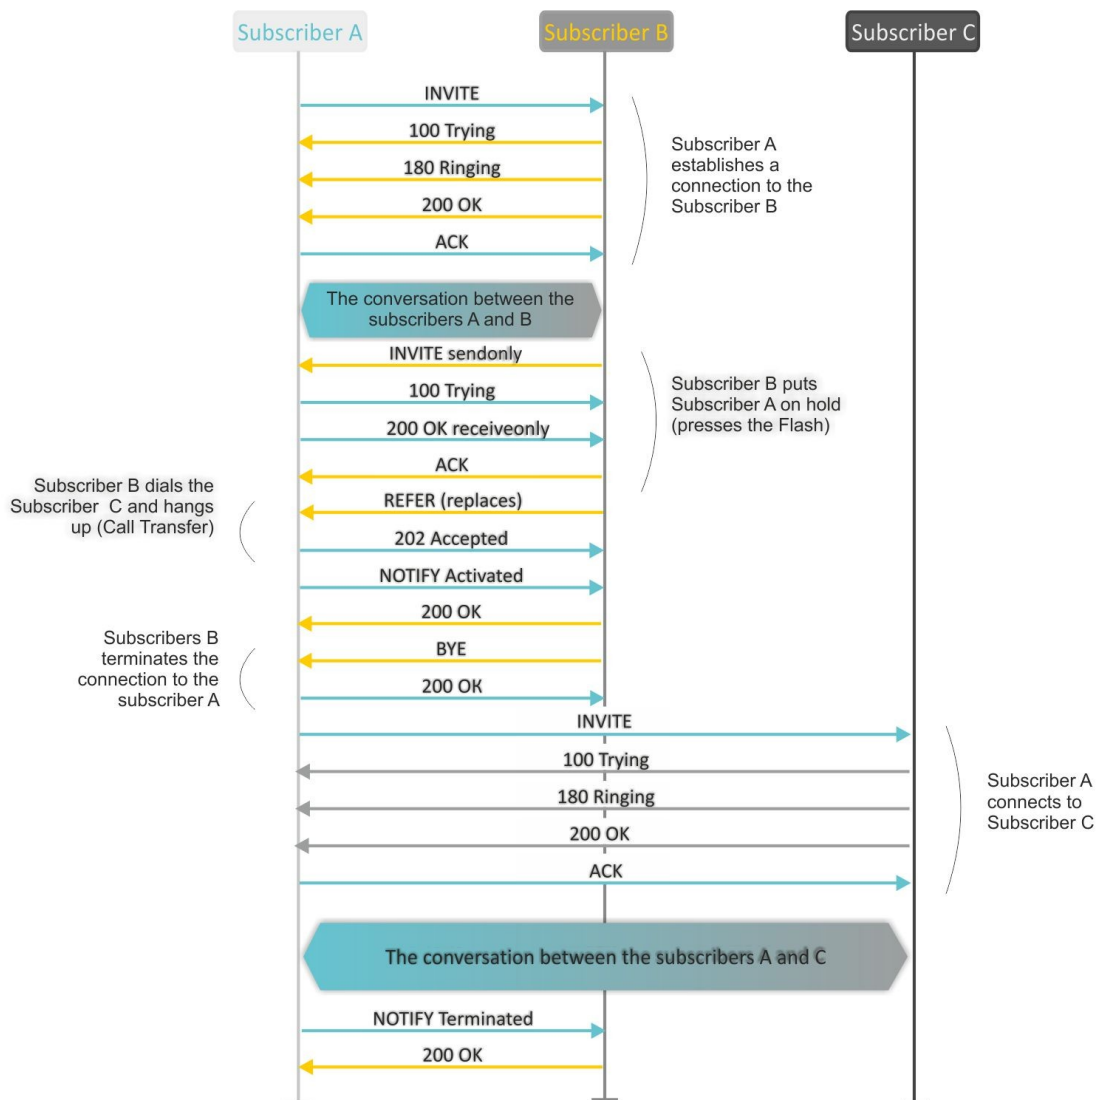 Subscriber A
Subscriber B
Subscriber C
INVITE
100 Trying
180 Ringing
200 OK
ACK
Subscriber A
establishes a
connection to the
Subscriber B
The conversation between the
subscribers A and B
INVITE sendonly
100 Trying
200 OK receiveonly
ACK
Subscriber B puts
Subscriber A on hold
(presses the Flash)
Subscriber B dials the
Subscriber C and hangs
up (Call Transfer)
REFER (replaces)
202 Accepted
NOTIFY Activated
200 OK
Subscribers B
terminates the
connection to the
subscriber A
BYE
200 OK
INVITE
100 Trying
180 Ringing
200 OK
ACK
Subscriber A
connects to
Subscriber C
The conversation between the subscribers A and C
NOTIFY Terminated
200 OK